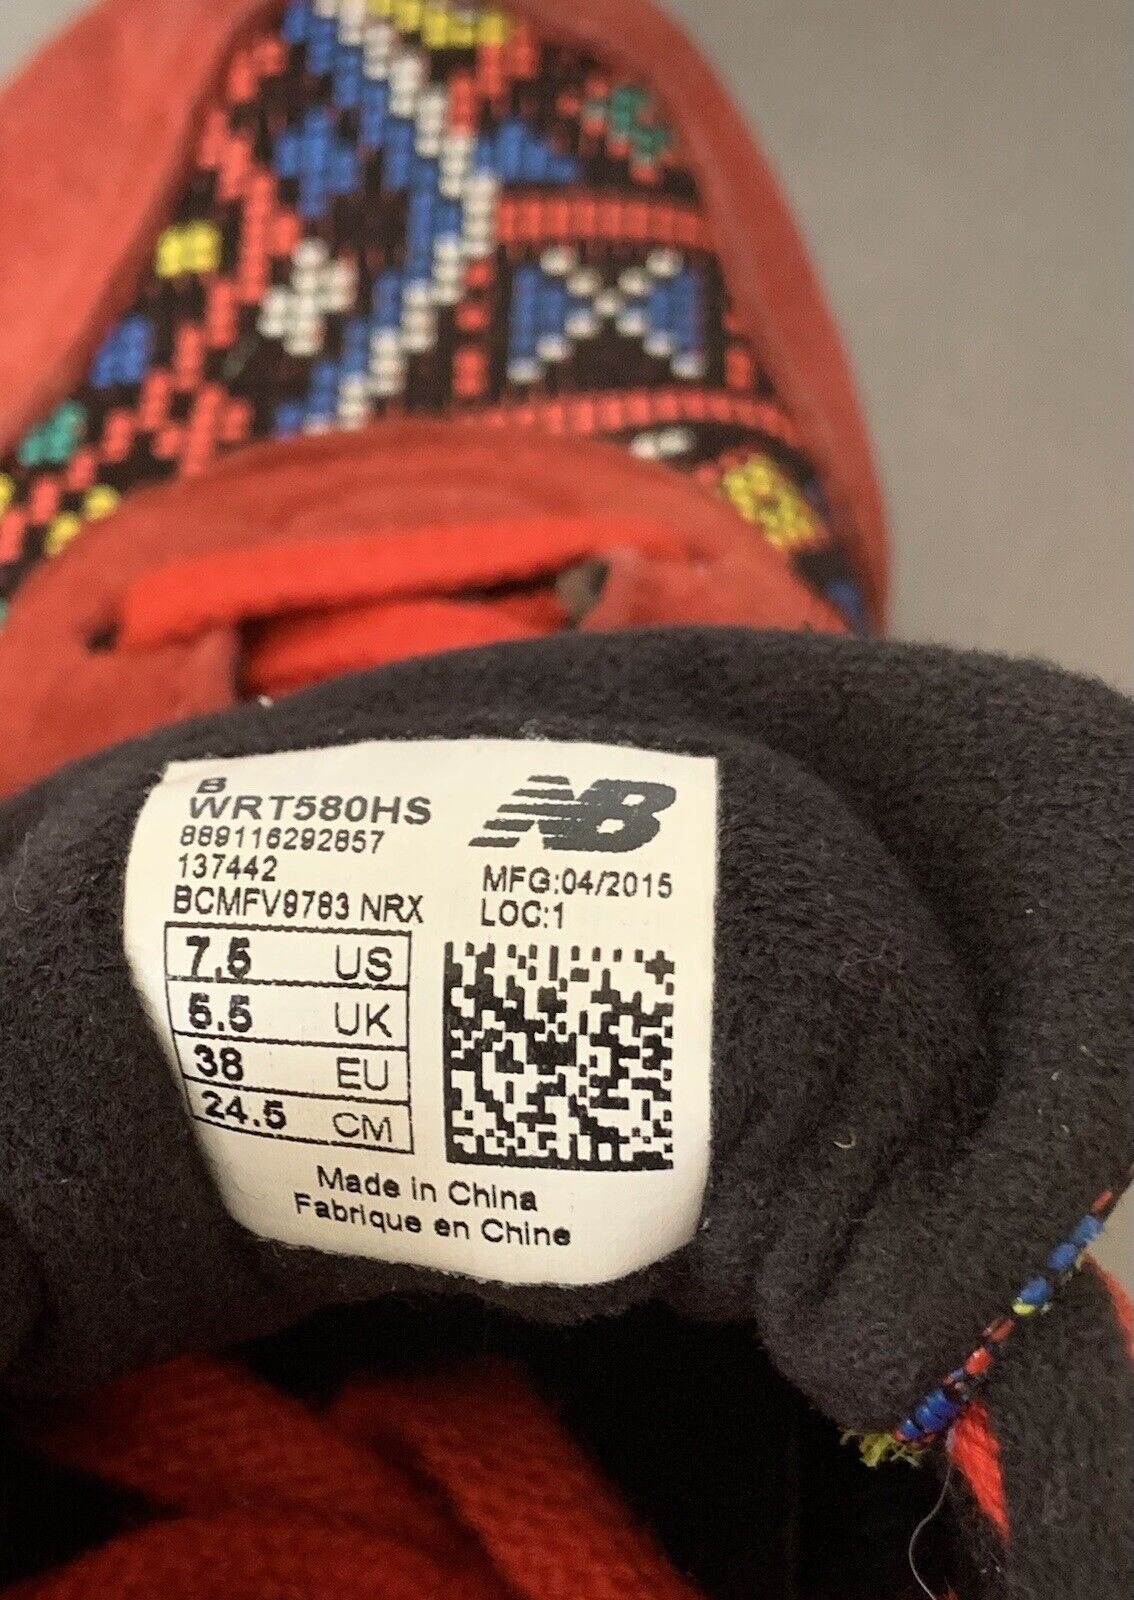 B
WRT580HS
889116292857
137442
BCMFV9783 NRX
NB
MFG:04/2015
LOC:1
7.5 US
5.5 UK
38 EU
24.5 CM
Made in China
Fabrique en Chine